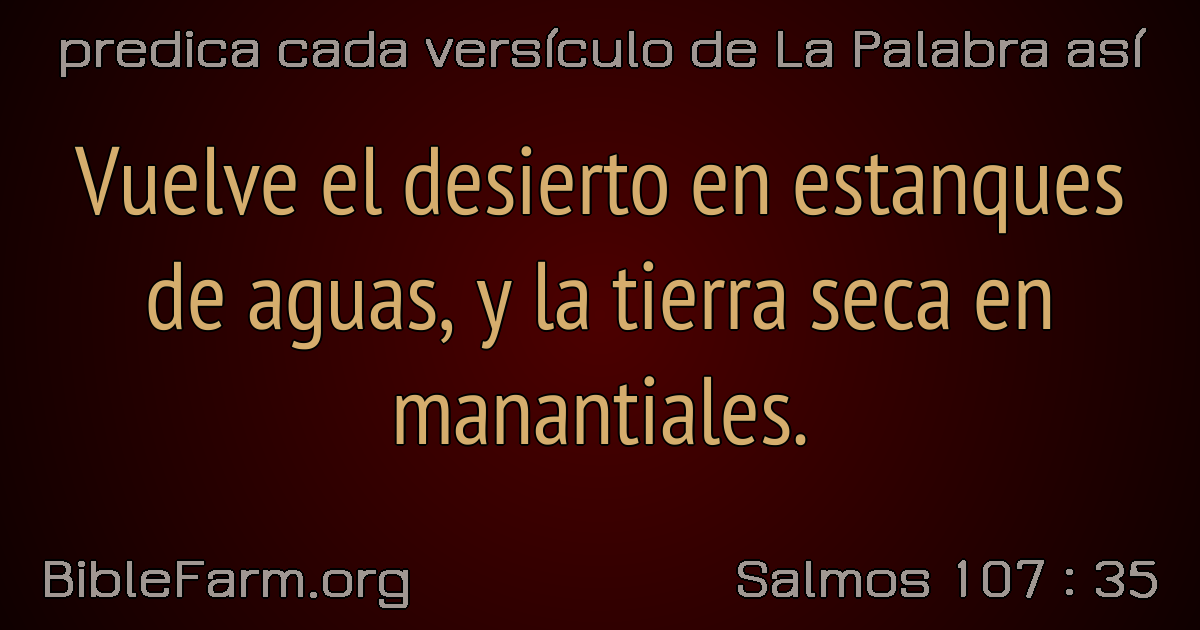 predica cada versículo de La Palabra así
Vuelve el desierto en estanques
de aguas, y la tierra seca en
manantiales.
BibleFarm.org
Salmos 107 : 35